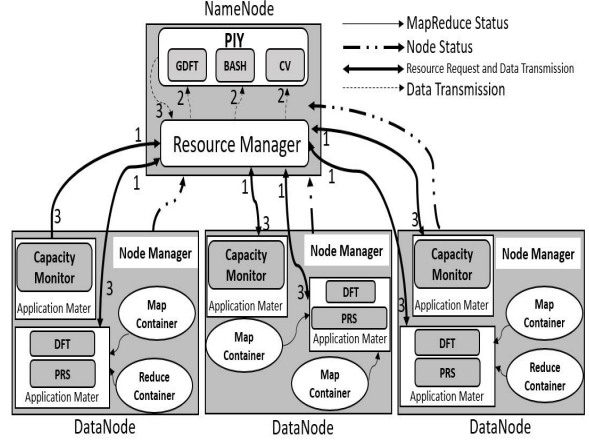 NameNode
MapReduce Status
Node Status
Resource Request and Data Transmission
Data Transmission
PIY
GDFT
BASH
CV
2
2
2
3
Resource Manager
1
1
1
1
1
1
3
3
3
3
3
3
Capacity
Monitor
Application Mater
Node Manager
DFT
PRS
Application Mater
Map
Container
Reduce
Container
DataNode
Capacity
Monitor
Application Mater
Node Manager
DFT
PRS
Application Mater
Map
Container
Map
Container
DataNode
Capacity
Monitor
Application Mater
Node Manager
DFT
PRS
Application Mater
Map
Container
Reduce
Container
DataNode